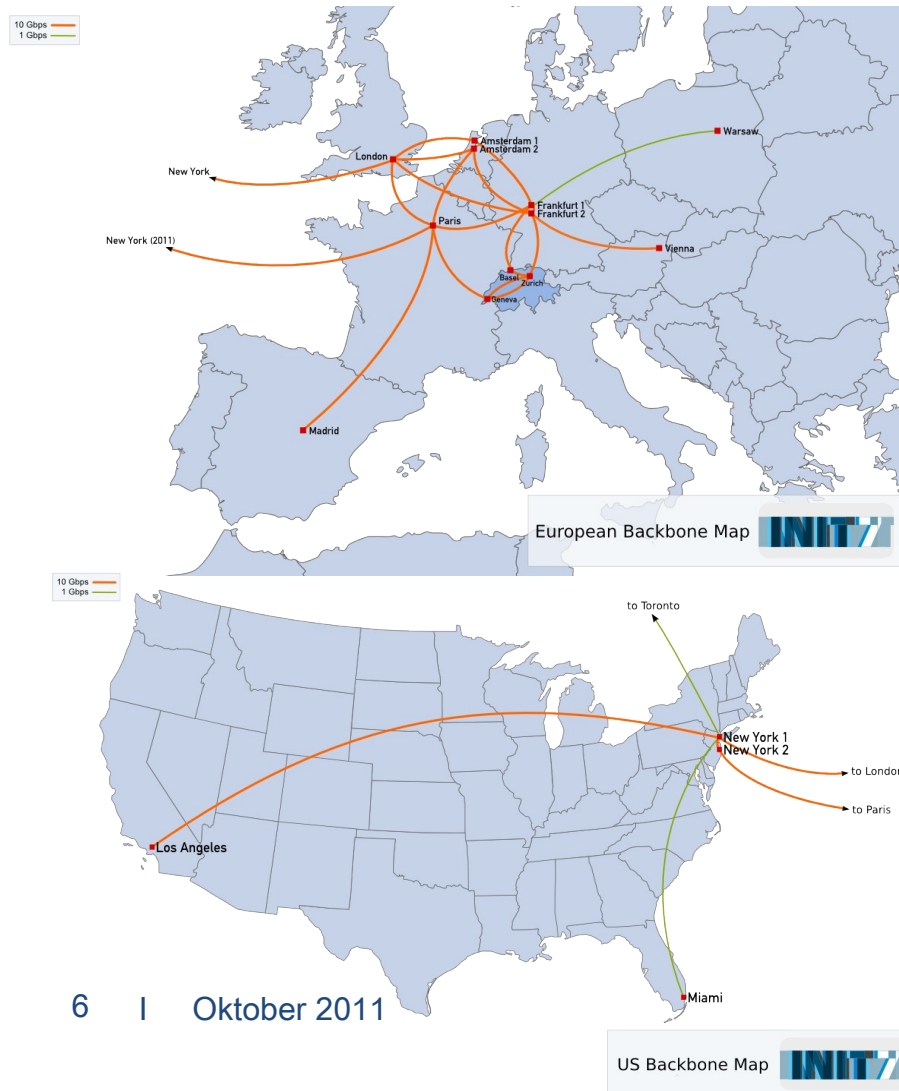 10 Gbps
1 Gbps
Amsterdam 1
Amsterdam 2
Warsaw
London
New York
Frankfurt 1
Frankfurt 2
Paris
New York (2011)
Vienna
Basel
Zurich
Geneva
Madrid
European Backbone Map
INIT7
10 Gbps
1 Gbps
to Toronto
New York 1
New York 2
to London
to Paris
Los Angeles
Miami
6 I Oktober 2011
US Backbone Map
INIT7